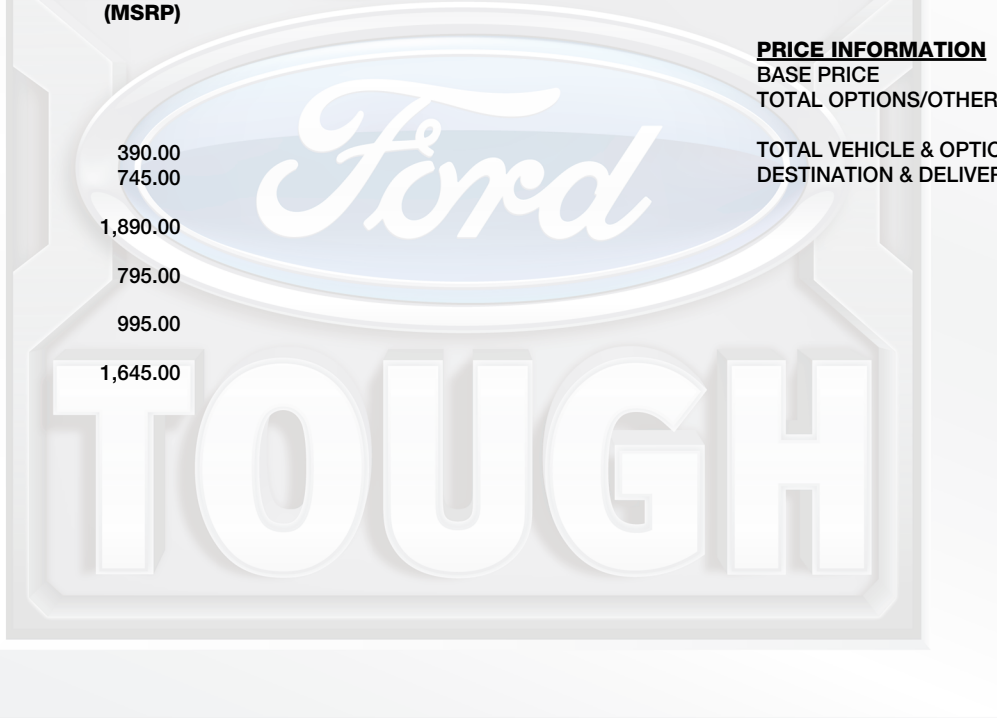 (MSRP)
PRICE INFORMATION
BASE PRICE
TOTAL OPTIONS/OTHER
390.00
TOTAL VEHICLE & OPTIO
745.00
DESTINATION & DELIVER
1,890.00
795.00
995.00
1,645.00
Ford
TOUGH